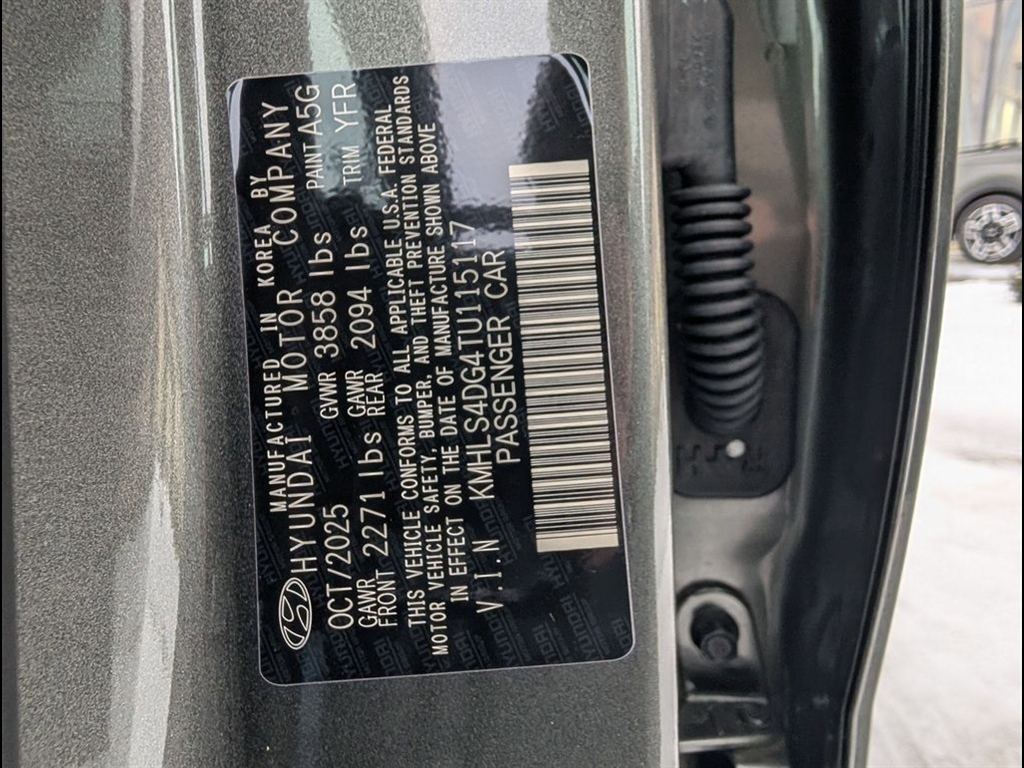 MANUFACTURED IN KOREA BY
HYUNDAI MOTOR COMPANY
OCT/2025 GVWR 3858 lbs PAINT A5G
GAWR FRONT 2271 lbs GAWR REAR 2094 lbs TRIM YFR
THIS VEHICLE CONFORMS TO ALL APPLICABLE U.S.A. FEDERAL
MOTOR VEHICLE SAFETY, BUMPER, AND THEFT PREVENTION STANDARDS
IN EFFECT ON THE DATE OF MANUFACTURE SHOWN ABOVE
V.I.N KMHLS4DG4TU115117
PASSENGER CAR